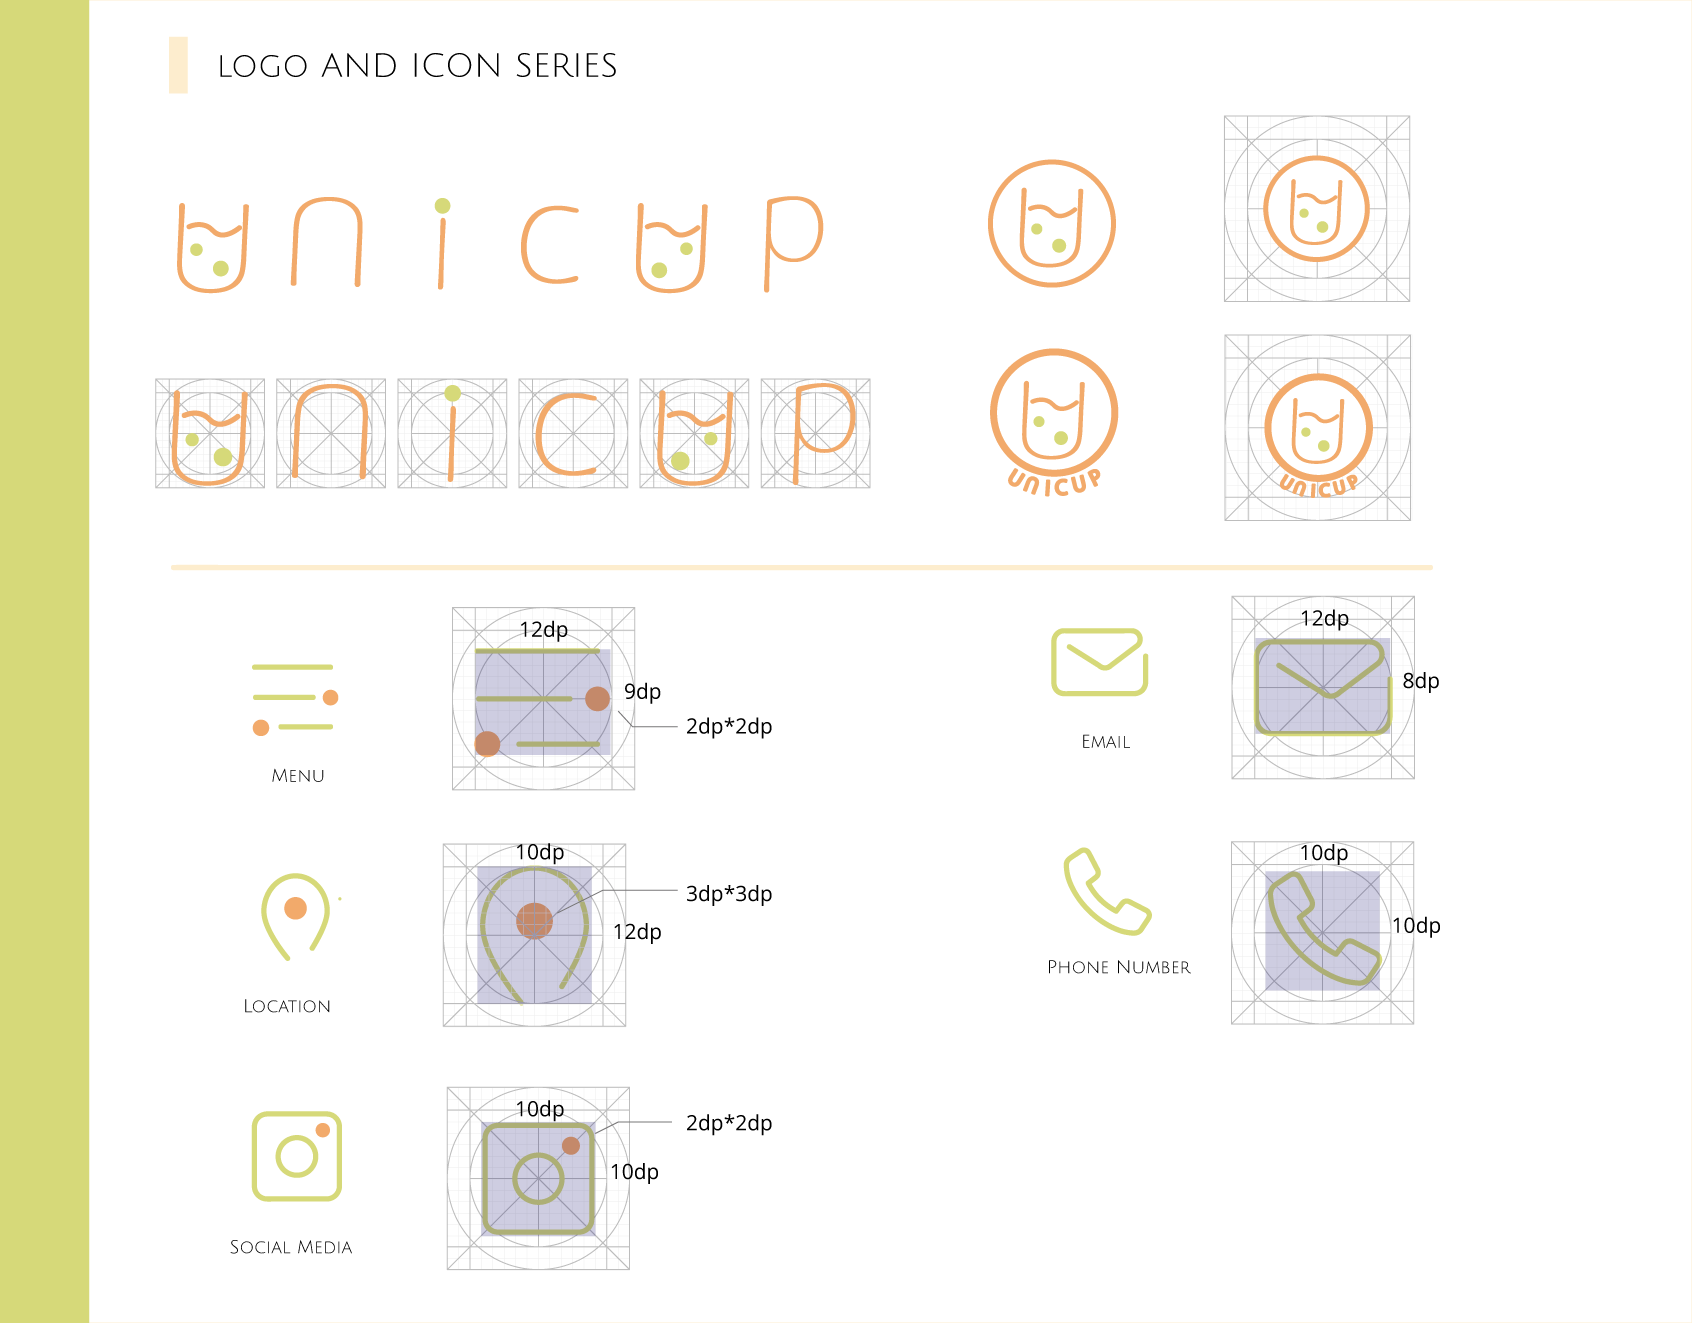 LOGO AND ICON SERIES
UNiCUP
UNiCUP
UNICUP
UNICUP
12dp
9dp
2dp*2dp
MENU
12dp
8dp
EMAIL
10dp
3dp*3dp
12dp
LOCATION
10dp
10dp
PHONE NUMBER
10dp
2dp*2dp
10dp
SOCIAL MEDIA